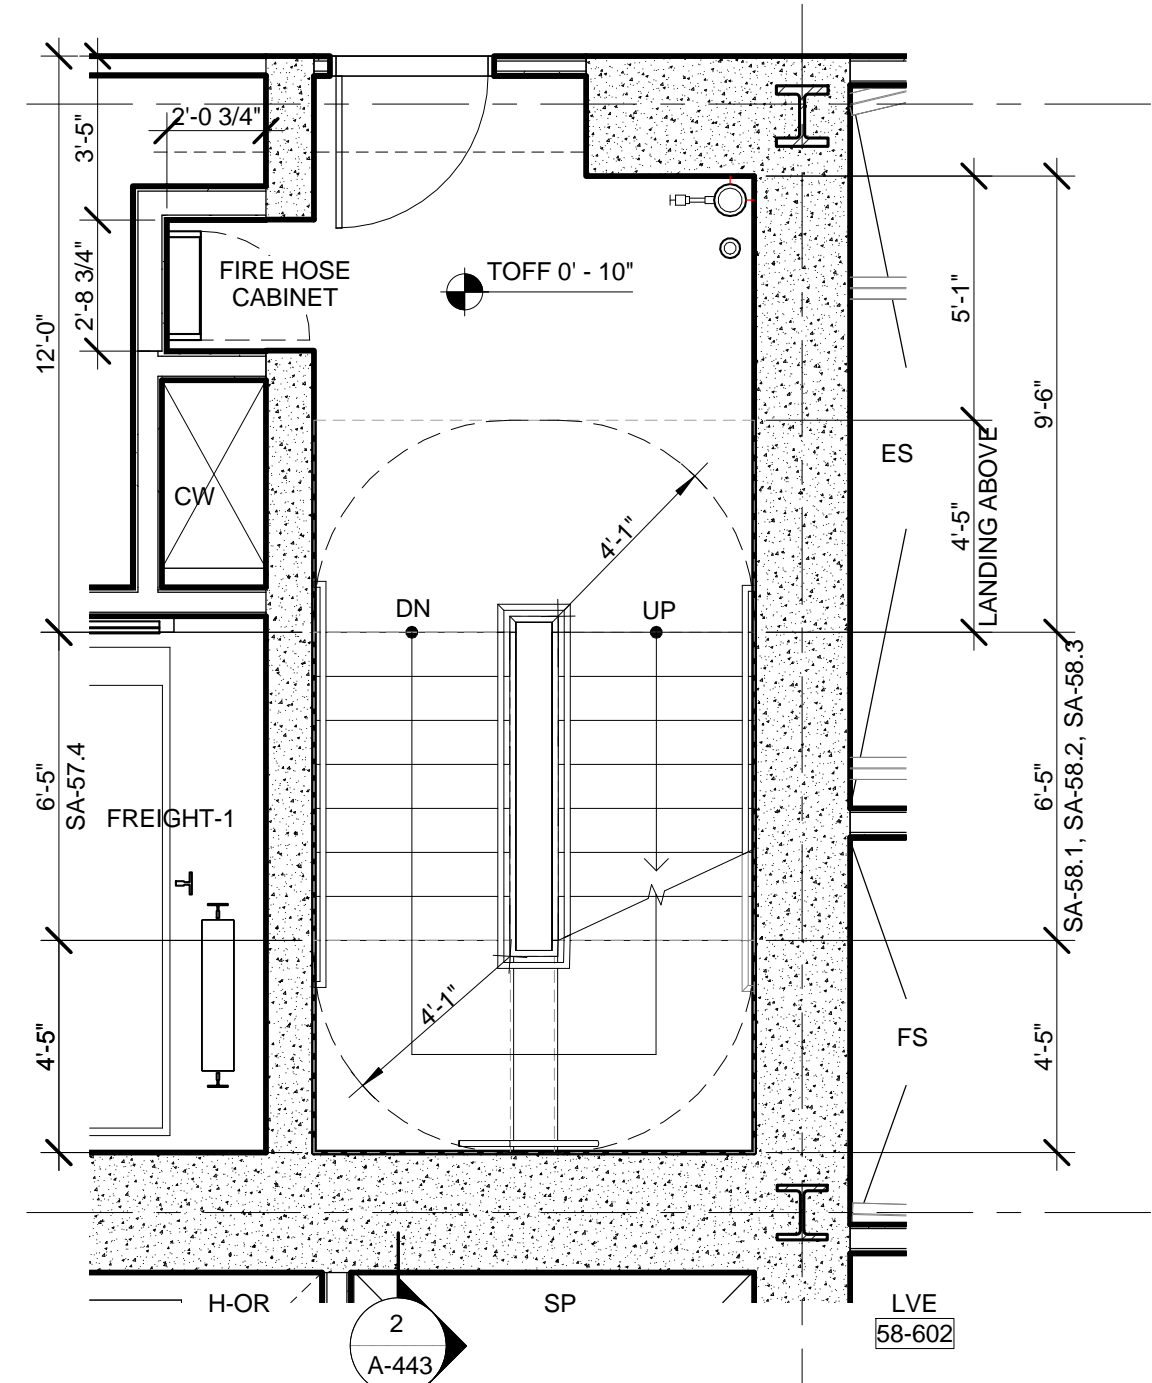 2'-0 3/4"
3'-5"
2'-8 3/4"
12'-0"
FIRE HOSE
CABINET
TOFF 0' - 10"
5'-1"
9'-6"
ES
CW
4'-1"
4'-5"
LANDING ABOVE
DN
UP
6'-5"
SA-57.4
FREIGHT-1
6'-5"
SA-58.1, SA-58.2, SA-58.3
4'-1"
4'-5"
FS
4'-5"
H-OR
SP
LVE
58-602
2
A-443